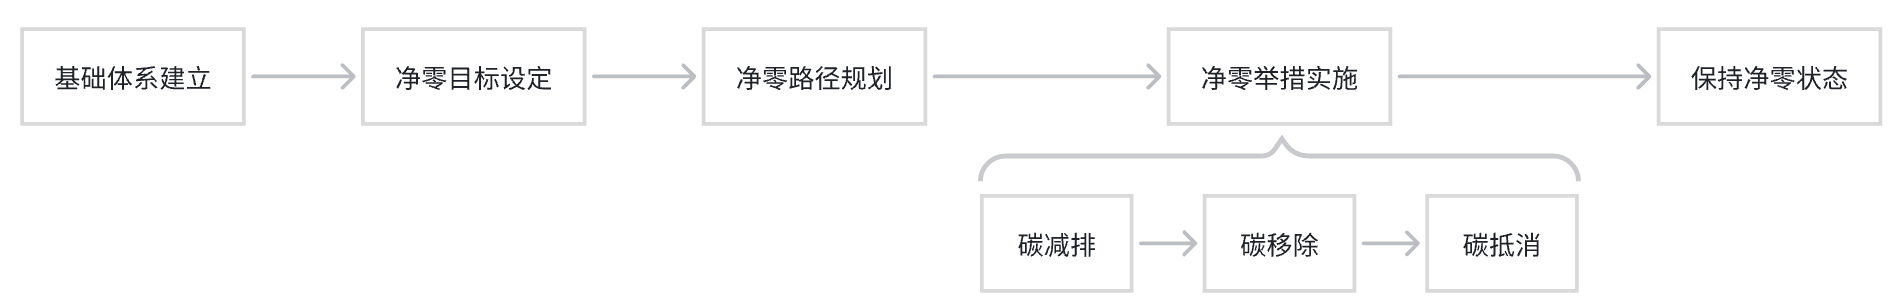 基础体系建立
净零目标设定
净零路径规划
净零举措实施
保持净零状态
碳减排
碳移除
碳抵消